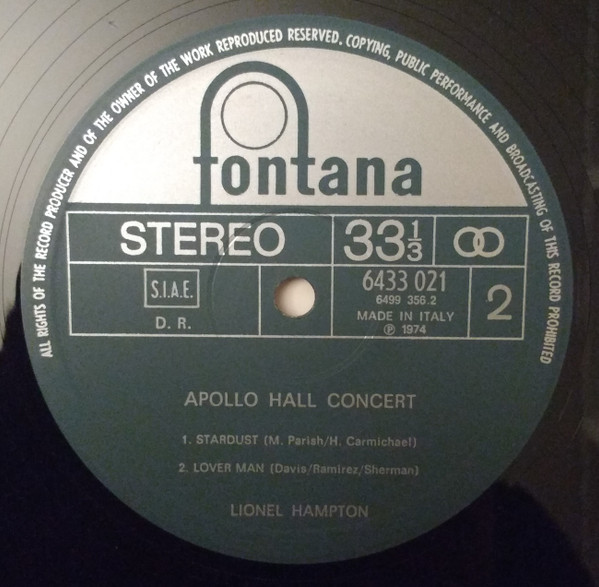 ALL RIGHTS OF THE RECORD PRODUCER AND OF THE OWNER OF THE WORK REPRODUCED RESERVED. COPYING, PUBLIC PERFORMANCE AND BROADCASTING OF THIS RECORD PROHIBITED
fontana
STEREO
33 1/3
S.I.A.E.
D. R.
6433 021
6499 356.2
MADE IN ITALY
℗ 1974
2
APOLLO HALL CONCERT
1. STARDUST (M. Parish/H. Carmichael)
2. LOVER MAN (Davis/Ramirez/Sherman)
LIONEL HAMPTON